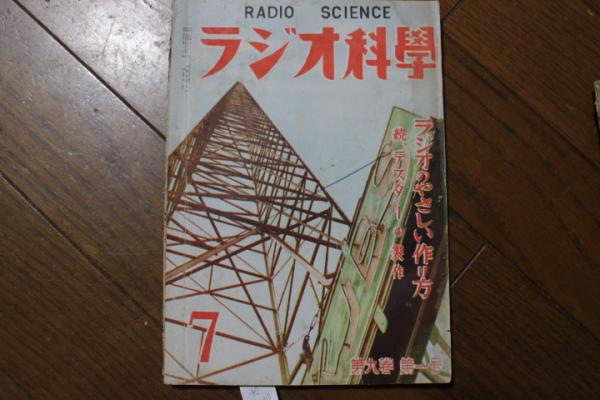 RADIO SCIENCE
ラジオ科學
ラジオのやさしい作り方
続・テスターの製作
7
第九巻 第一号